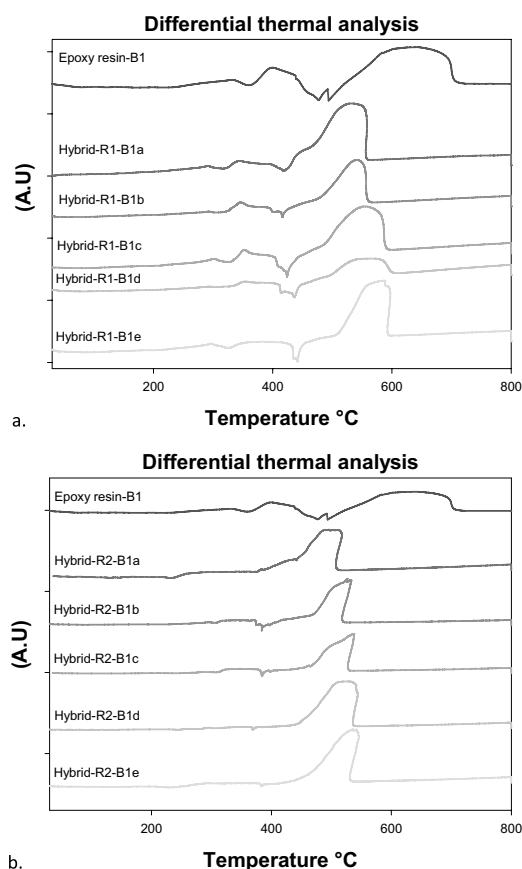 Differential thermal analysis
Epoxy resin-B1
Hybrid-R1-B1a
Hybrid-R1-B1b
Hybrid-R1-B1c
Hybrid-R1-B1d
Hybrid-R1-B1e
(A.U)
200 400 600 800
a. Temperature °C
Differential thermal analysis
Epoxy resin-B1
Hybrid-R2-B1a
Hybrid-R2-B1b
Hybrid-R2-B1c
Hybrid-R2-B1d
Hybrid-R2-B1e
(A.U)
200 400 600 800
b. Temperature °C